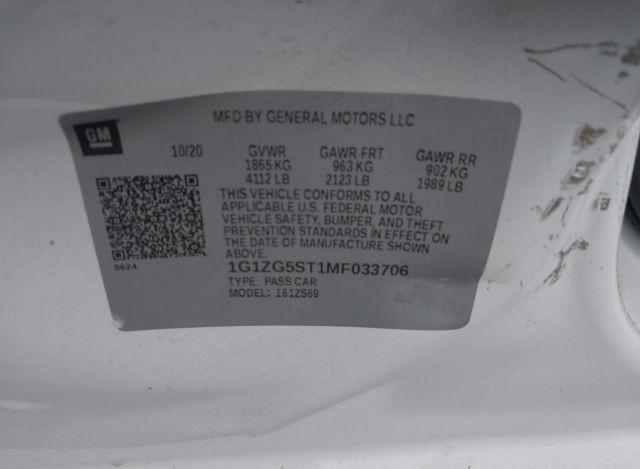 MFD BY GENERAL MOTORS LLC
GM
10/20 GVWR GAWR FRT GAWR RR
1865 KG 963 KG 902 KG
4112 LB 2123 LB 1989 LB
THIS VEHICLE CONFORMS TO ALL
APPLICABLE U.S. FEDERAL MOTOR
VEHICLE SAFETY, BUMPER, AND THEFT
PREVENTION STANDARDS IN EFFECT ON
THE DATE OF MANUFACTURE SHOWN
ABOVE.
8624
1G1ZG5ST1MF033706
TYPE: PASS CAR
MODEL: 161ZS69